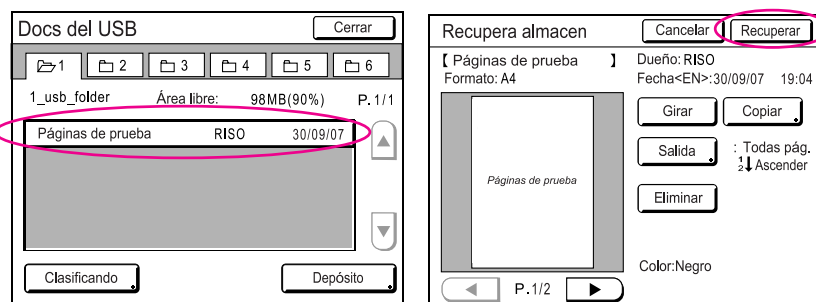 Docs del USB
Cerrar
1 2 3 4 5 6
1_usb_folder Área libre: 98MB(90%) P.1/1
Páginas de prueba RISO 30/09/07
Clasificando Depósito
Recupera almacen Cancelar Recuperar
【Páginas de prueba 】 Dueño: RISO
Formato: A4 Fecha<EN>:30/09/07 19:04
Girar Copiar
Salida : Todas pág.
1 2 Ascender
Páginas de prueba
Eliminar
Color:Negro
P.1/2